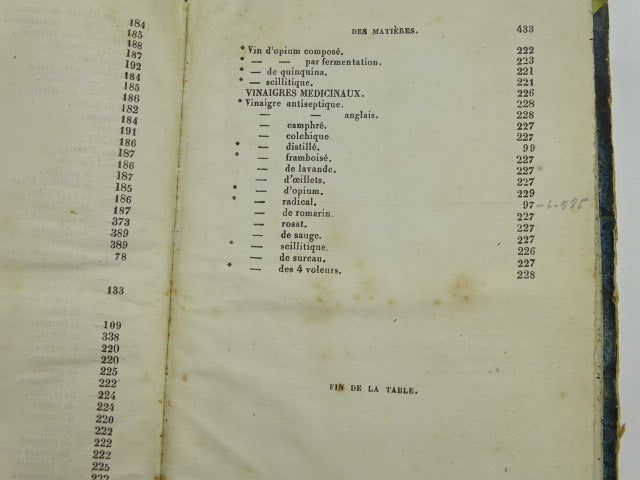 184
185
188
187
192
184
185
186
182
184
191
186
187
186
187
185
186
187
373
389
389
78
133
109
338
220
220
225
222
224
224
220
222
222
222
225
222
DES MATIÈRES. 433
* Vin d'opium composé. 222
* — — par fermentation. 223
* — de quinquina. 221
* — scillitique. 221
VINAIGRES MEDICINAUX. 226
* Vinaigre antiseptique. 228
— — anglais. 228
— camphré. 227
— colchique. 227
* — distillé. 99
* — framboisé. 227
— de lavande. 227
— d'œillets. 227
* — d'opium. 229
* — radical. 97
— de romarin. 227
— rosat. 227
— de sauge. 227
* — scillitique. 226
— de sureau. 227
* — des 4 voleurs. 228
FIN DE LA TABLE.